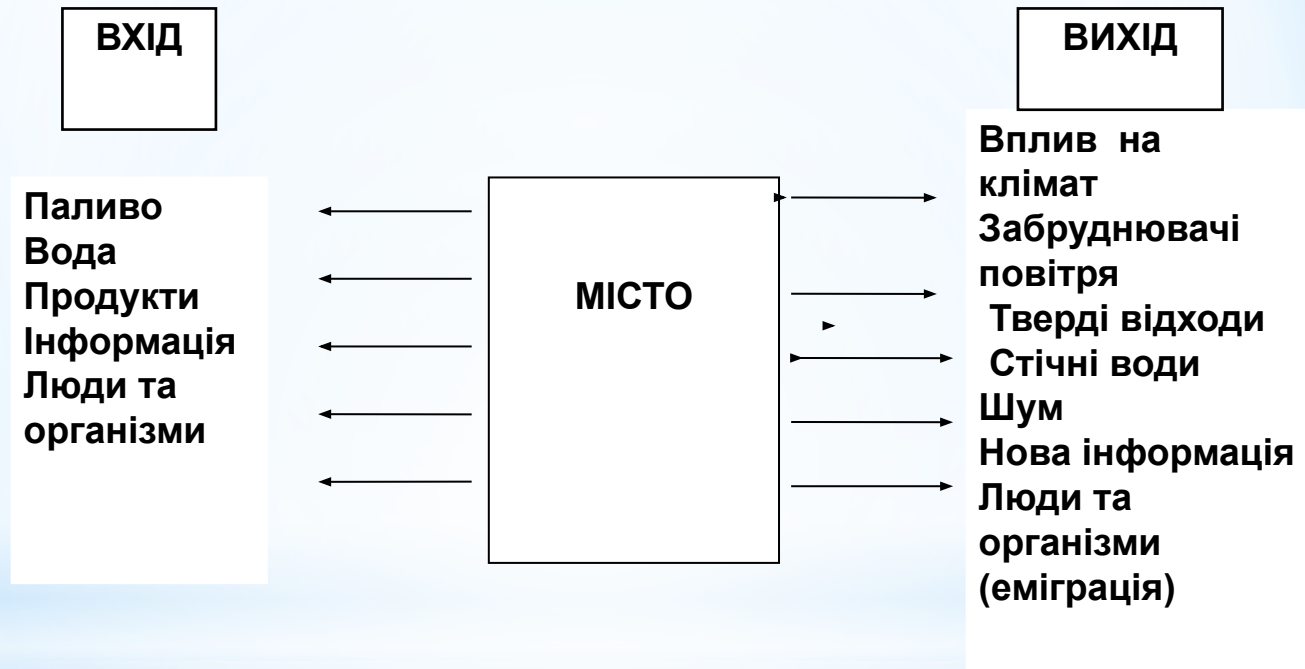 ВХІД
ВИХІД
Паливо
Вода
Продукти
Інформація
Люди та
організми
МІСТО
Вплив на
клімат
Забруднювачі
повітря
Тверді відходи
Стічні води
Шум
Нова інформація
Люди та
організми
(еміграція)